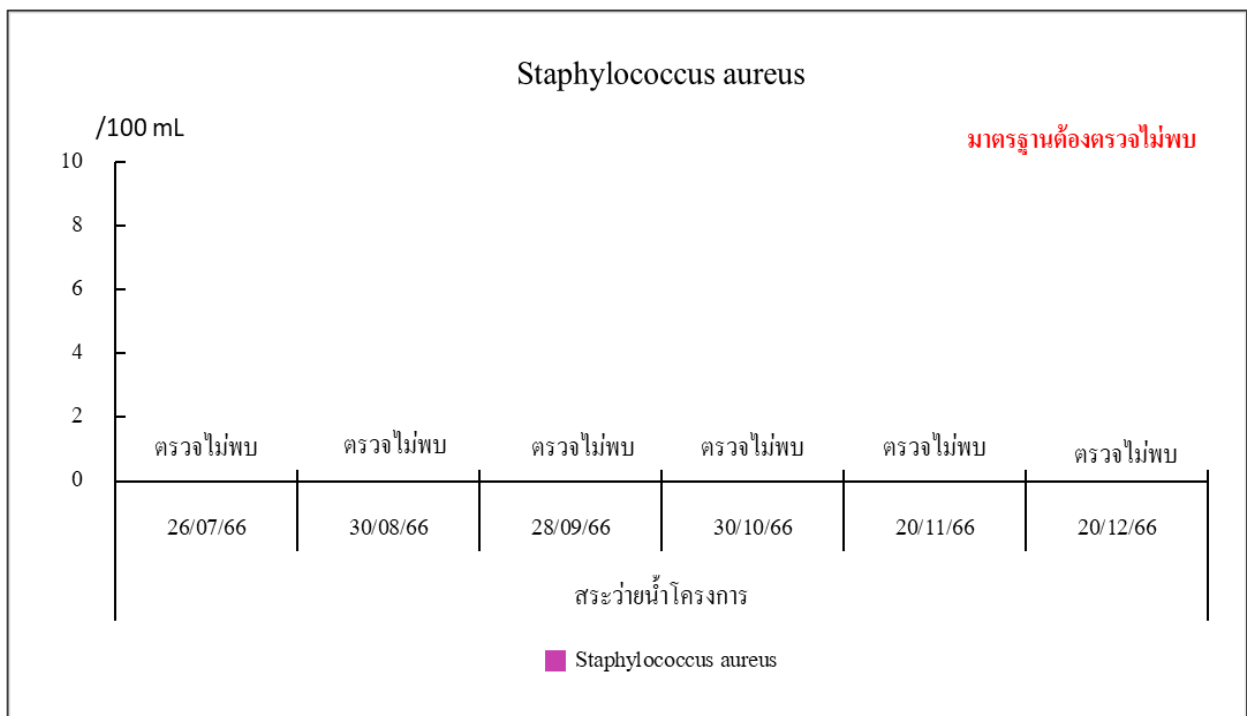 Staphylococcus aureus
/100 mL
มาตรฐานต้องตรวจไม่พบ
10
8
6
4
2
0
ตรวจไม่พบ ตรวจไม่พบ ตรวจไม่พบ ตรวจไม่พบ ตรวจไม่พบ ตรวจไม่พบ
26/07/66 30/08/66 28/09/66 30/10/66 20/11/66 20/12/66
สระว่ายน้ำโครงการ
Staphylococcus aureus